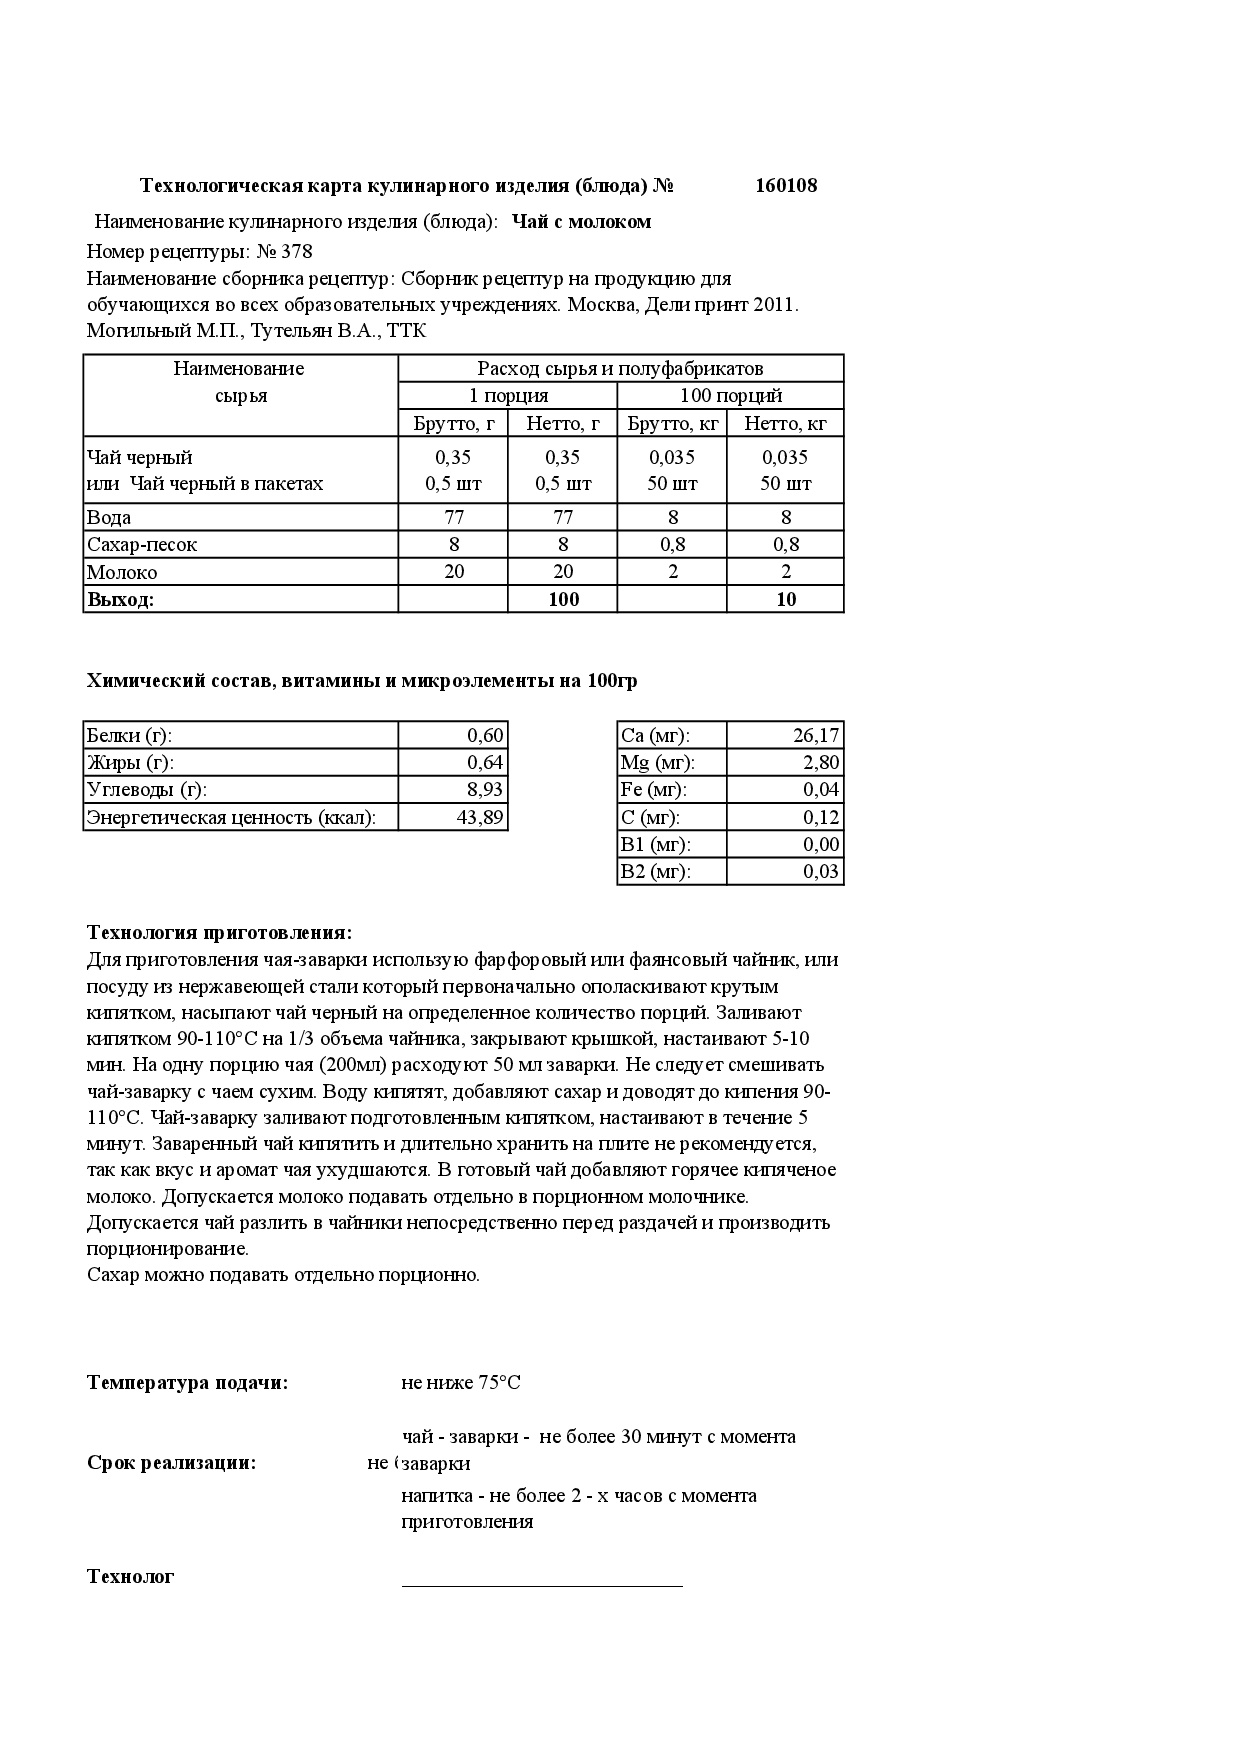 Технологическая карта кулинарного изделия (блюда) № 160108
Наименование кулинарного изделия (блюда): Чай с молоком
Номер рецептуры: № 378
Наименование сборника рецептур: Сборник рецептур на продукцию для
обучающихся во всех образовательных учреждениях. Москва, Дели принт 2011.
Могильный М.П., Тутельян В.А., ТТК
Наименование сырья Расход сырья и полуфабрикатов
1 порция 100 порций
Брутто, г Нетто, г Брутто, кг Нетто, кг
Чай черный 0,35 0,35 0,035 0,035
или Чай черный в пакетах 0,5 шт 0,5 шт 50 шт 50 шт
Вода 77 77 8 8
Сахар-песок 8 8 0,8 0,8
Молоко 20 20 2 2
Выход: 100 10
Химический состав, витамины и микроэлементы на 100гр
Белки (г): 0,60 Ca (мг): 26,17
Жиры (г): 0,64 Mg (мг): 2,80
Углеводы (г): 8,93 Fe (мг): 0,04
Энергетическая ценность (ккал): 43,89 C (мг): 0,12
B1 (мг): 0,00
B2 (мг): 0,03
Технология приготовления:
Для приготовления чая-заварки использую фарфоровый или фаянсовый чайник, или
посуду из нержавеющей стали который первоначально ополаскивают крутым
кипятком, насыпают чай черный на определенное количество порций. Заливают
кипятком 90-110°С на 1/3 объема чайника, закрывают крышкой, настаивают 5-10
мин. На одну порцию чая (200мл) расходуют 50 мл заварки. Не следует смешивать
чай-заварку с чаем сухим. Воду кипятят, добавляют сахар и доводят до кипения 90-
110°С. Чай-заварку заливают подготовленным кипятком, настаивают в течение 5
минут. Заваренный чай кипятить и длительно хранить на плите не рекомендуется,
так как вкус и аромат чая ухудшаются. В готовый чай добавляют горячее кипяченое
молоко. Допускается молоко подавать отдельно в порционном молочнике.
Допускается чай разлить в чайники непосредственно перед раздачей и производить
порционирование.
Сахар можно подавать отдельно порционно.
Температура подачи: не ниже 75°С
чай - заварки - не более 30 минут с момента
Срок реализации: не заварки
напитка - не более 2 - х часов с момента
приготовления
Технолог